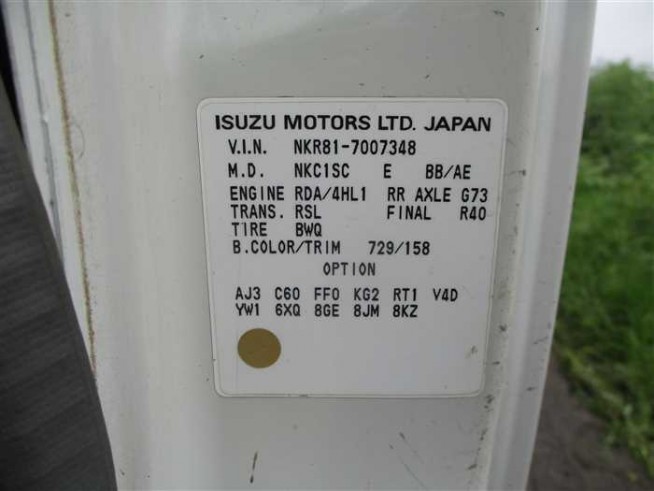 ISUZU MOTORS LTD. JAPAN
V.I.N. NKR81-7007348
M.D. NKC1SC E BB/AE
ENGINE RDA/4HL1 RR AXLE G73
TRANS. RSL FINAL R40
TIRE BWQ
B.COLOR/TRIM 729/158
OPTION
AJ3 C60 FF0 KG2 RT1 V4D
YW1 6XQ 8GE 8JM 8KZ